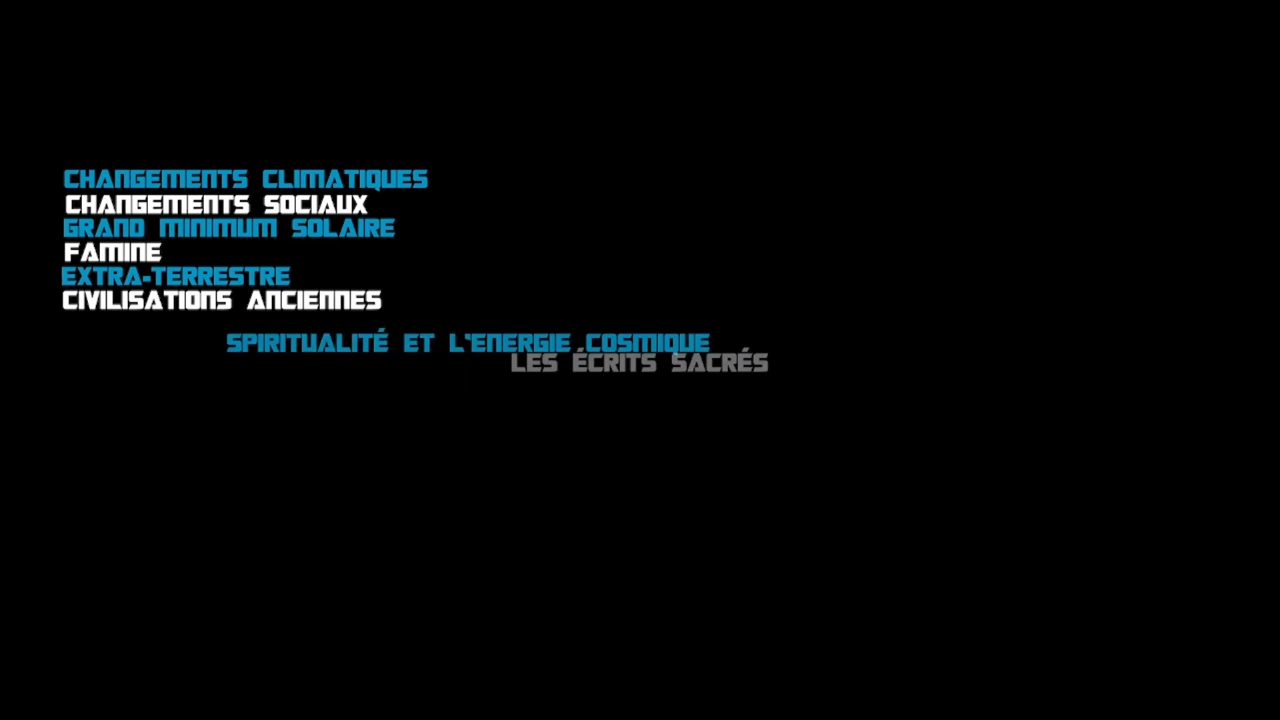 CHANGEMENTS CLIMATIQUES
CHANGEMENTS SOCIAUX
GRAND MINIMUM SOLAIRE
FAMINE
EXTRA-TERRESTRE
CIVILISATIONS ANCIENNES
SPIRITUALITÉ ET L'ENERGIE COSMIQUE
LES ÉCRITS SACRÉS